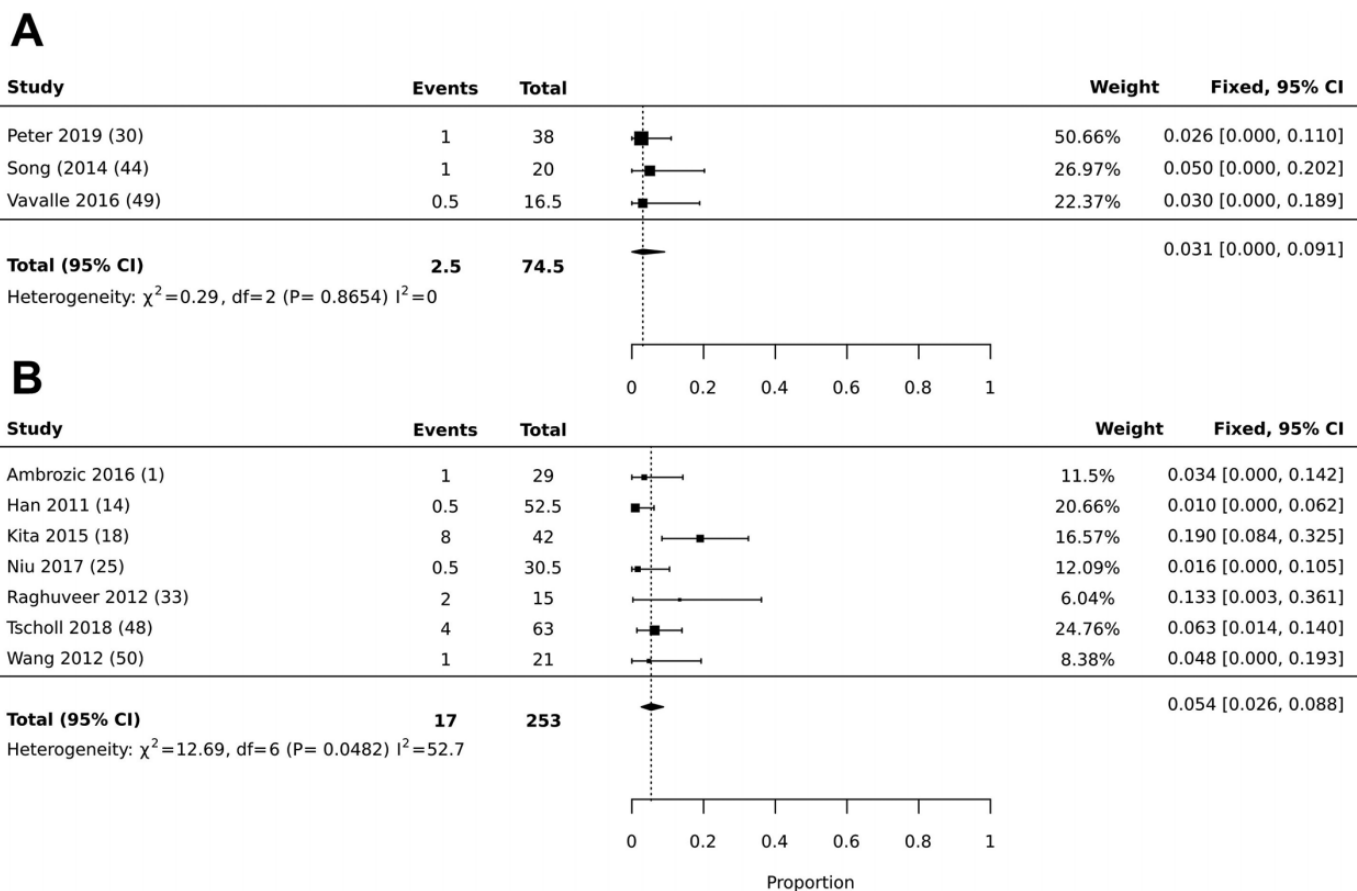 A
Study Events Total Weight Fixed, 95% CI
Peter 2019 (30) 1 38 50.66% 0.026 [0.000, 0.110]
Song (2014 (44) 1 20 26.97% 0.050 [0.000, 0.202]
Vavalle 2016 (49) 0.5 16.5 22.37% 0.030 [0.000, 0.189]
0.031 [0.000, 0.091]
Total (95% CI) 2.5 74.5
Heterogeneity: χ²=0.29, df=2 (P= 0.8654) I²=0
0 0.2 0.4 0.6 0.8 1
B
Study Events Total Weight Fixed, 95% CI
Ambrozic 2016 (1) 1 29 11.5% 0.034 [0.000, 0.142]
Han 2011 (14) 0.5 52.5 20.66% 0.010 [0.000, 0.062]
Kita 2015 (18) 8 42 16.57% 0.190 [0.084, 0.325]
Niu 2017 (25) 0.5 30.5 12.09% 0.016 [0.000, 0.105]
Raghuveer 2012 (33) 2 15 6.04% 0.133 [0.003, 0.361]
Tscholl 2018 (48) 4 63 24.76% 0.063 [0.014, 0.140]
Wang 2012 (50) 1 21 8.38% 0.048 [0.000, 0.193]
0.054 [0.026, 0.088]
Total (95% CI) 17 253
Heterogeneity: χ²=12.69, df=6 (P= 0.0482) I²=52.7
0 0.2 0.4 0.6 0.8 1
Proportion